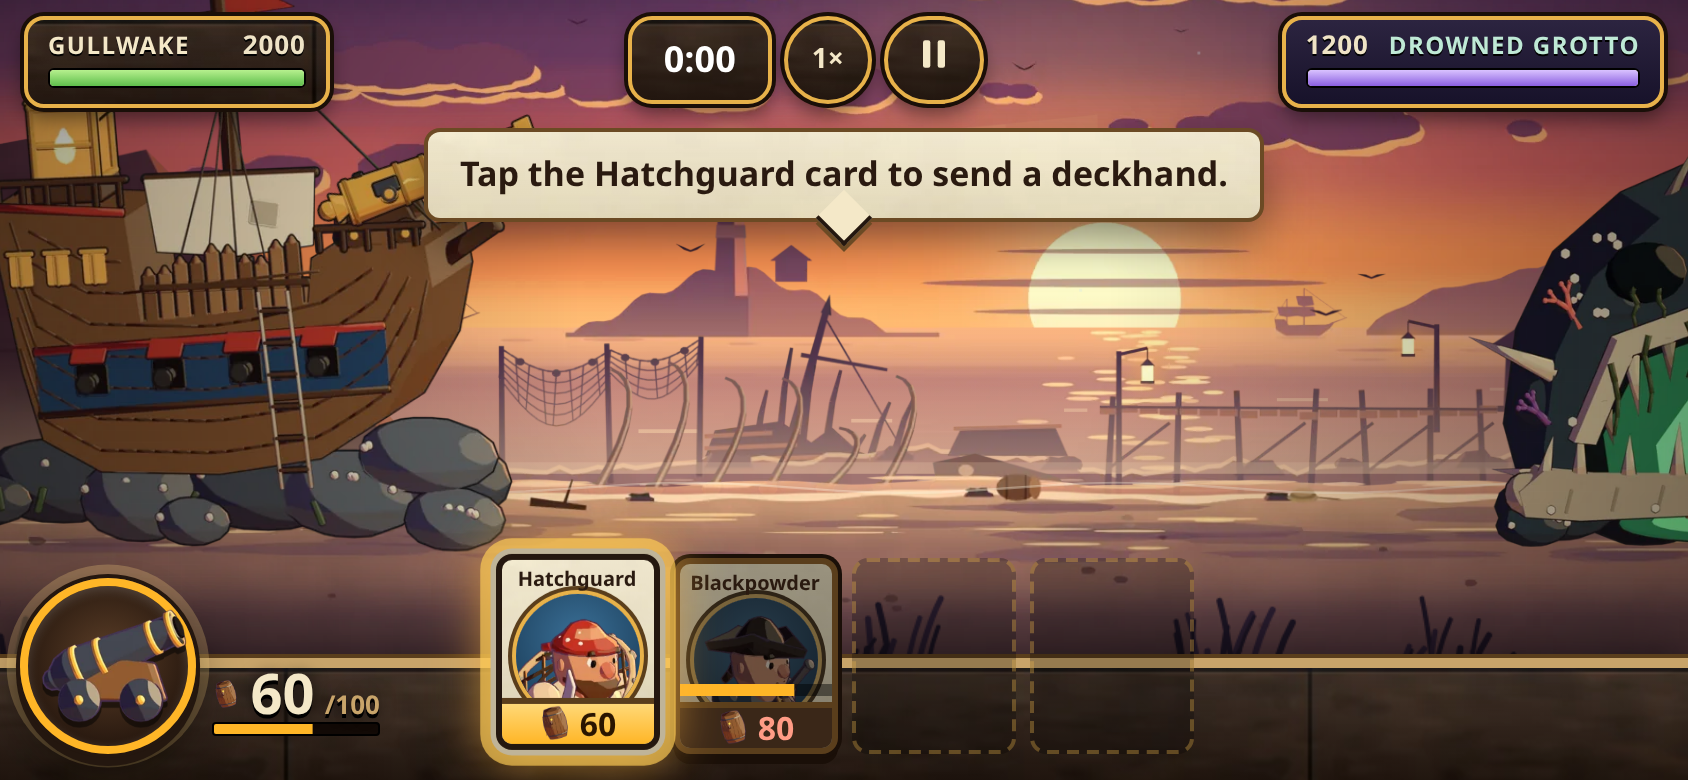 GULLWAKE 2000
0:00
1×
1200 DROWNED GROTTO
Tap the Hatchguard card to send a deckhand.
Hatchguard
Blackpowder
60 /100
60
80